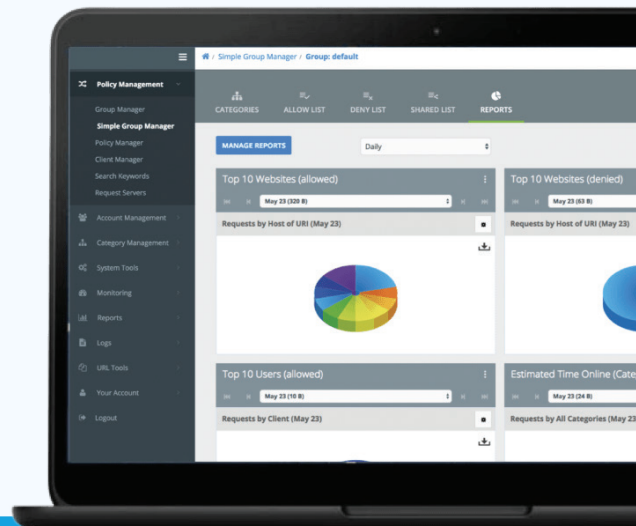 / Simple Group Manager / Group: default
Policy Management
Group Manager
Simple Group Manager
Policy Manager
Client Manager
Search Keywords
Request Servers
Account Management
Category Management
System Tools
Monitoring
Reports
Logs
URL Tools
Your Account
Logout
CATEGORIES
ALLOW LIST
DENY LIST
SHARED LIST
REPORTS
MANAGE REPORTS
Daily
Top 10 Websites (allowed)
May 23 (320 B)
Requests by Host of URI (May 23)
Top 10 Websites (denied)
May 23 (63 B)
Requests by Host of URI (May 23)
Top 10 Users (allowed)
May 23 (10 B)
Requests by Client (May 23)
Estimated Time Online (Cate
May 23 (24 B)
Requests by All Categories (May 23